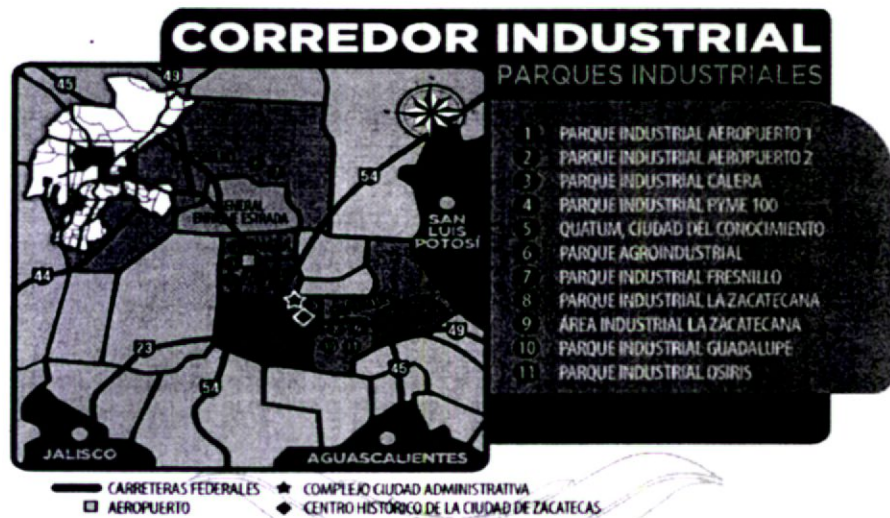 CORREDOR INDUSTRIAL
PARQUES INDUSTRIALES
1 PARQUE INDUSTRIAL AEROPUERTO 1
2 PARQUE INDUSTRIAL AEROPUERTO 2
3 PARQUE INDUSTRIAL CALERA
4 PARQUE INDUSTRIAL PYME 100
5 QUATUM, CIUDAD DEL CONOCIMIENTO
6 PARQUE AGROINDUSTRIAL
7 PARQUE INDUSTRIAL FRESNILLO
8 PARQUE INDUSTRIAL LA ZACATECANA
9 ÁREA INDUSTRIAL LA ZACATECANA
10 PARQUE INDUSTRIAL GUADALUPE
11 PARQUE INDUSTRIAL OSIRIS
45
49
54
GENERAL
ENRIQUE ESTRADA
SAN
LUIS
POTOSÍ
44
23
54
49
45
JALISCO
AGUASCALIENTES
CARRETERAS FEDERALES
COMPLEJO CIUDAD ADMINISTRATIVA
AEROPUERTO
CENTRO HISTÓRICO DE LA CIUDAD DE ZACATECAS